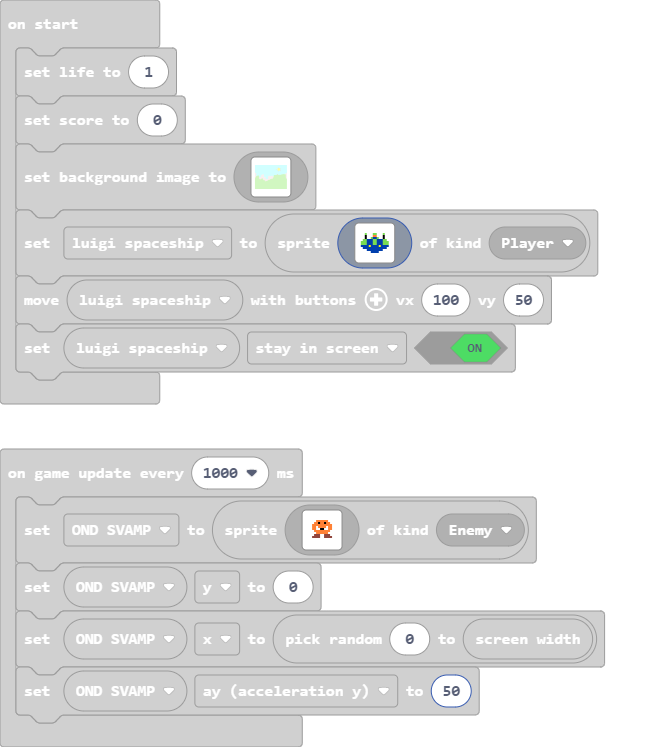 on start
set life to 1
set score to 0
set background image to
set luigi spaceship to sprite of kind Player
move luigi spaceship with buttons + vx 100 vy 50
set luigi spaceship stay in screen ON
on game update every 1000 ms
set OND SVAMP to sprite of kind Enemy
set OND SVAMP y to 0
set OND SVAMP x to pick random 0 to screen width
set OND SVAMP ay (acceleration y) to 50